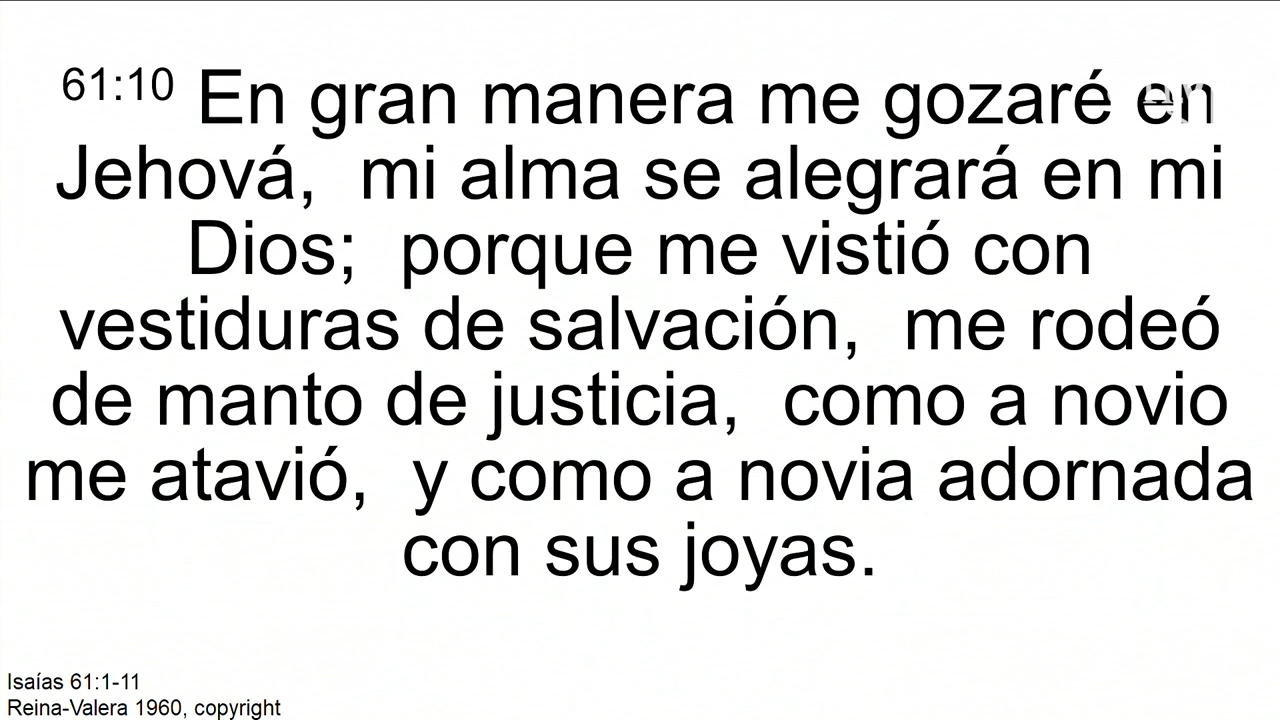 61:10 En gran manera me gozaré en
Jehová, mi alma se alegrará en mi
Dios; porque me vistió con
vestiduras de salvación, me rodeó
de manto de justicia, como a novio
me atavió, y como a novia adornada
con sus joyas.
Isaías 61:1-11
Reina-Valera 1960, copyright